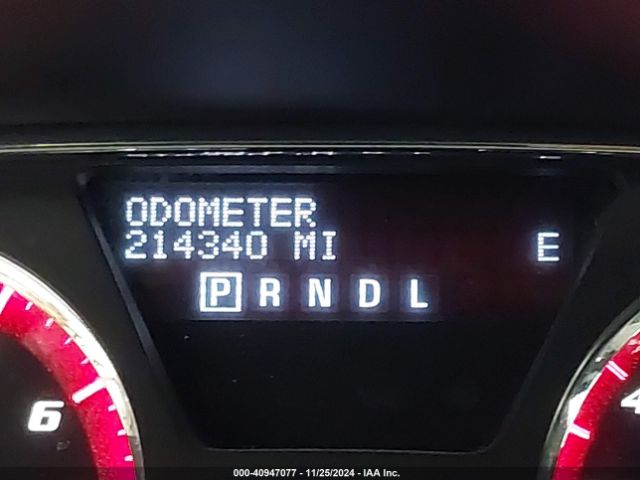 ODOMETER
214340 MI E
P R N D L
6
4
000-40947077 - 11/25/2024 - IAA Inc.